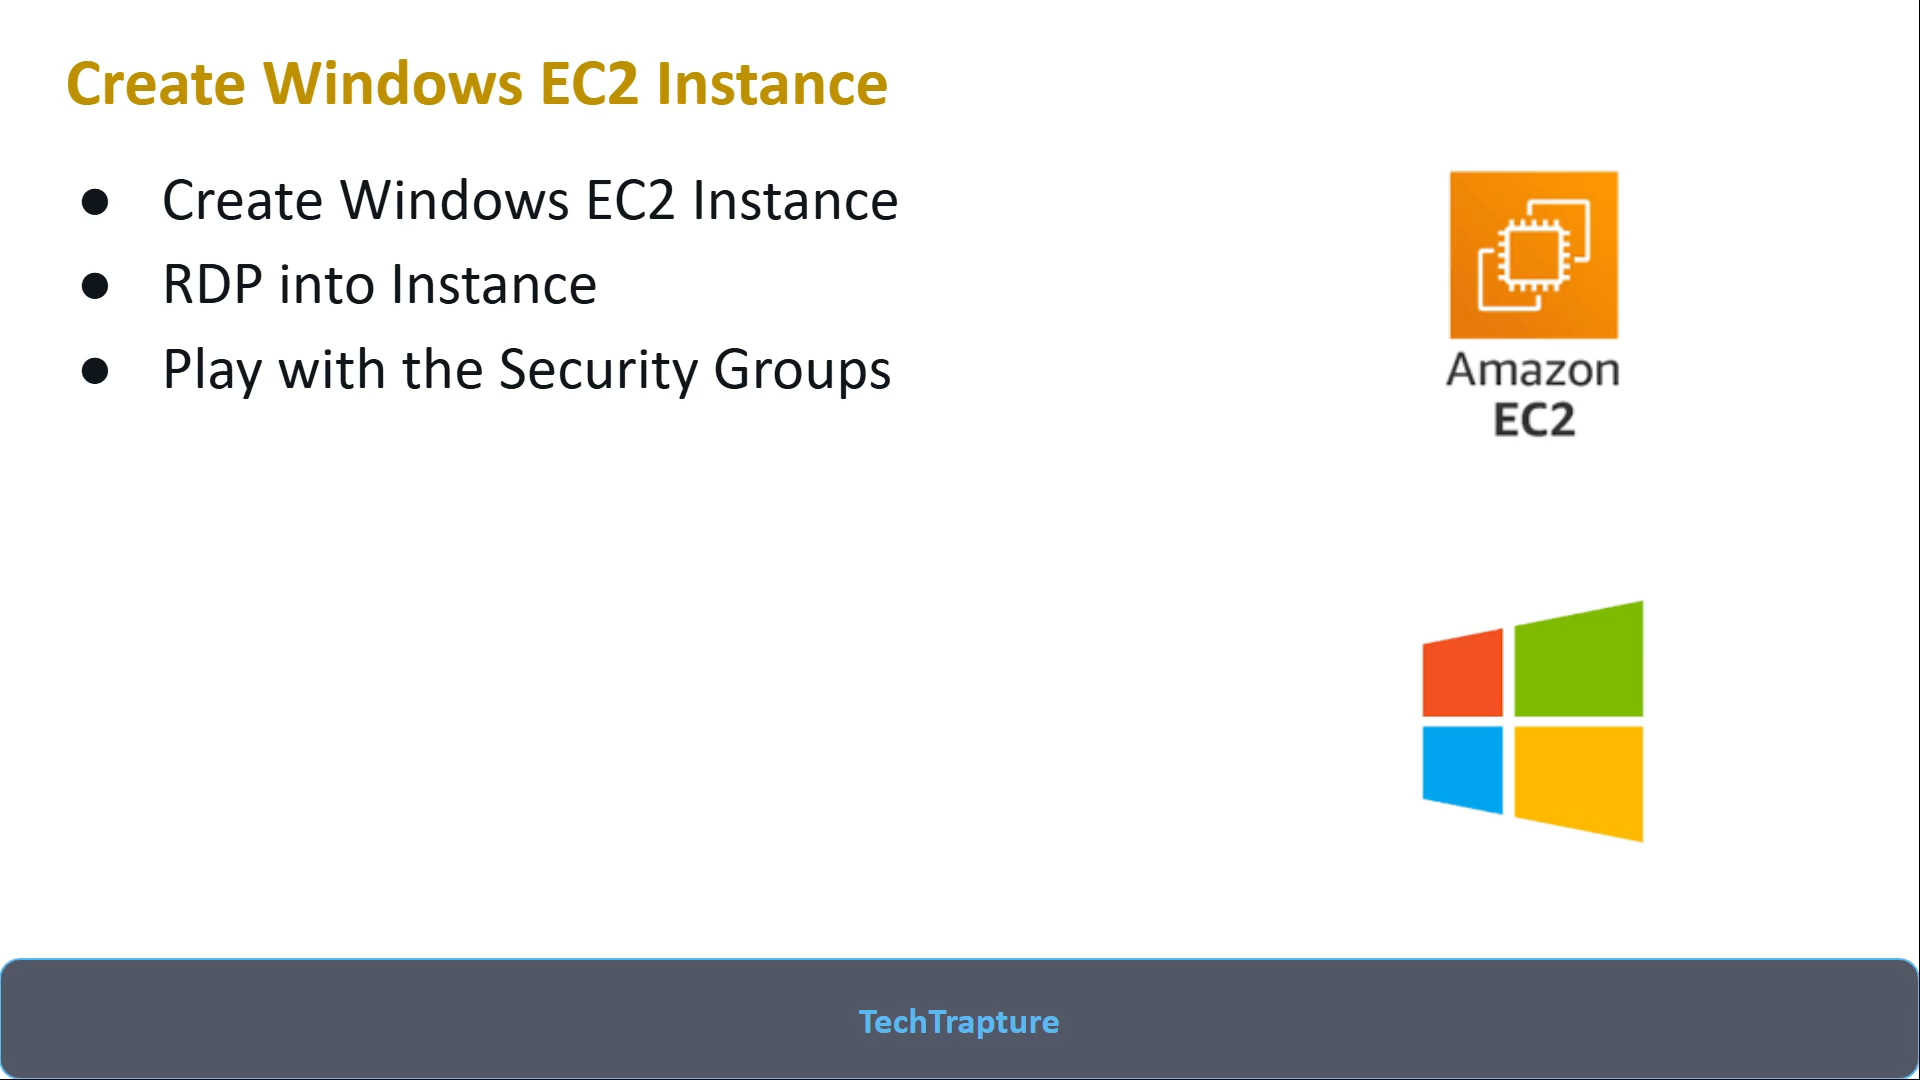 Create Windows EC2 Instance
● Create Windows EC2 Instance
● RDP into Instance
● Play with the Security Groups
Amazon
EC2
TechTrapture